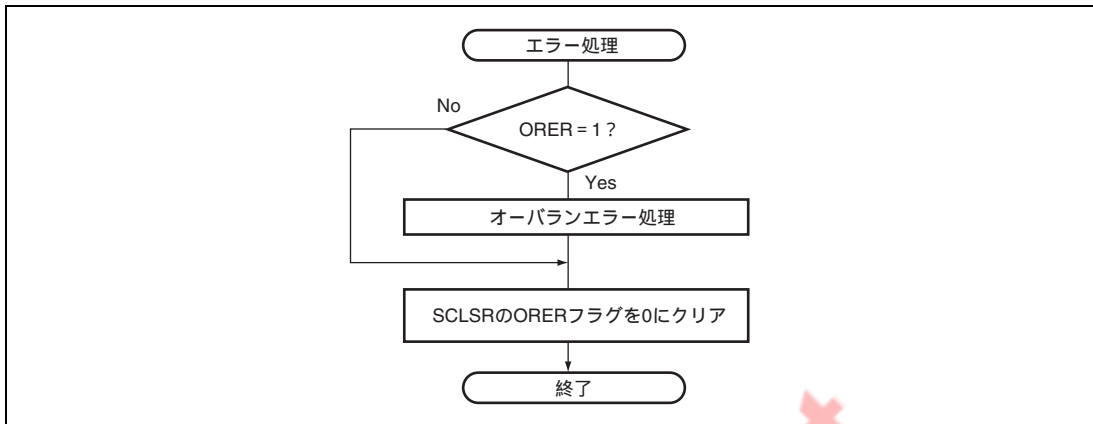 エラー処理
No
ORER = 1？
Yes
オーバランエラー処理
SCLSRのORERフラグを0にクリア
終了